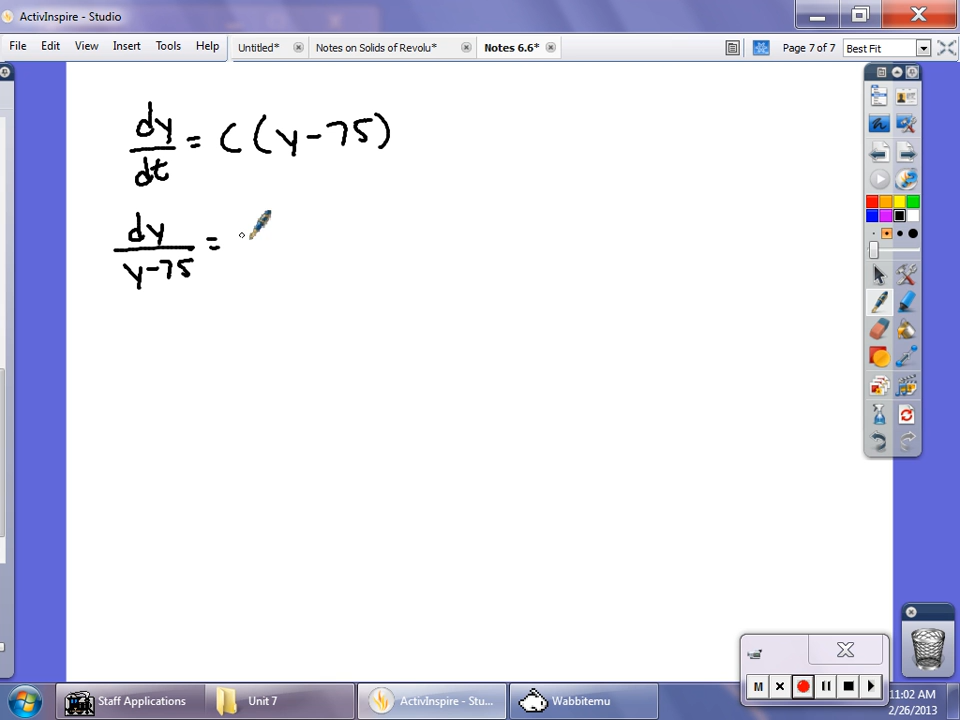 ActivInspire - Studio
File Edit View Insert Tools Help
Untitled* Notes on Solids of Revolu* Notes 6.6* Page 7 of 7 Best Fit
dy/dt = C(y-75)
dy/y-75 =
M
Staff Applications Unit 7 ActivInspire - Stu... Wabbitemu
11:02 AM
2/26/2013